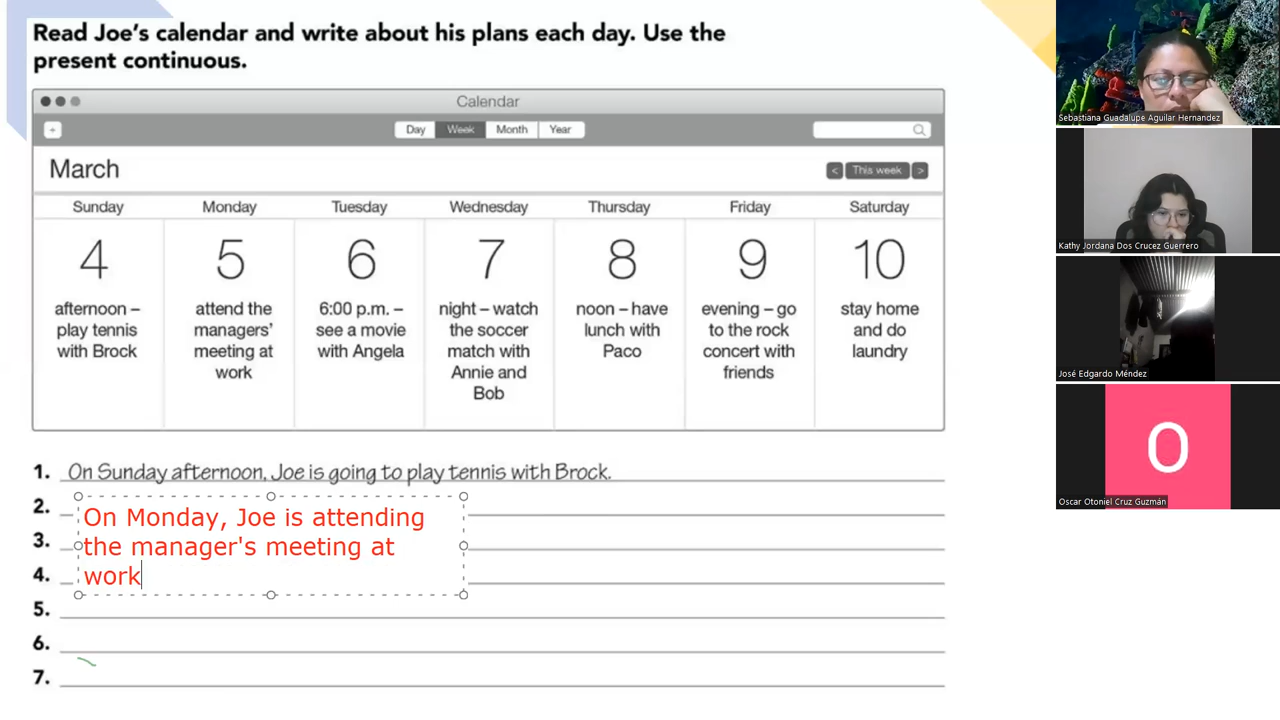 Read Joe's calendar and write about his plans each day. Use the
present continuous.
Calendar
+
Day Week Month Year
March
< This week >
Sunday Monday Tuesday Wednesday Thursday Friday Saturday
4
afternoon –
play tennis
with Brock
5
attend the
managers'
meeting at
work
6
6:00 p.m. –
see a movie
with Angela
7
night – watch
the soccer
match with
Annie and
Bob
8
noon – have
lunch with
Paco
9
evening – go
to the rock
concert with
friends
10
stay home
and do
laundry
1. On Sunday afternoon, Joe is going to play tennis with Brock.
2.
On Monday, Joe is attending
3.
the manager's meeting at
4.
work
5.
6.
7.
Sebastiana Guadalupe Aguilar Hernandez
Kathy Jordana Dos Crucez Guerrero
José Edgardo Méndez
O
Oscar Otoniel Cruz Guzmán